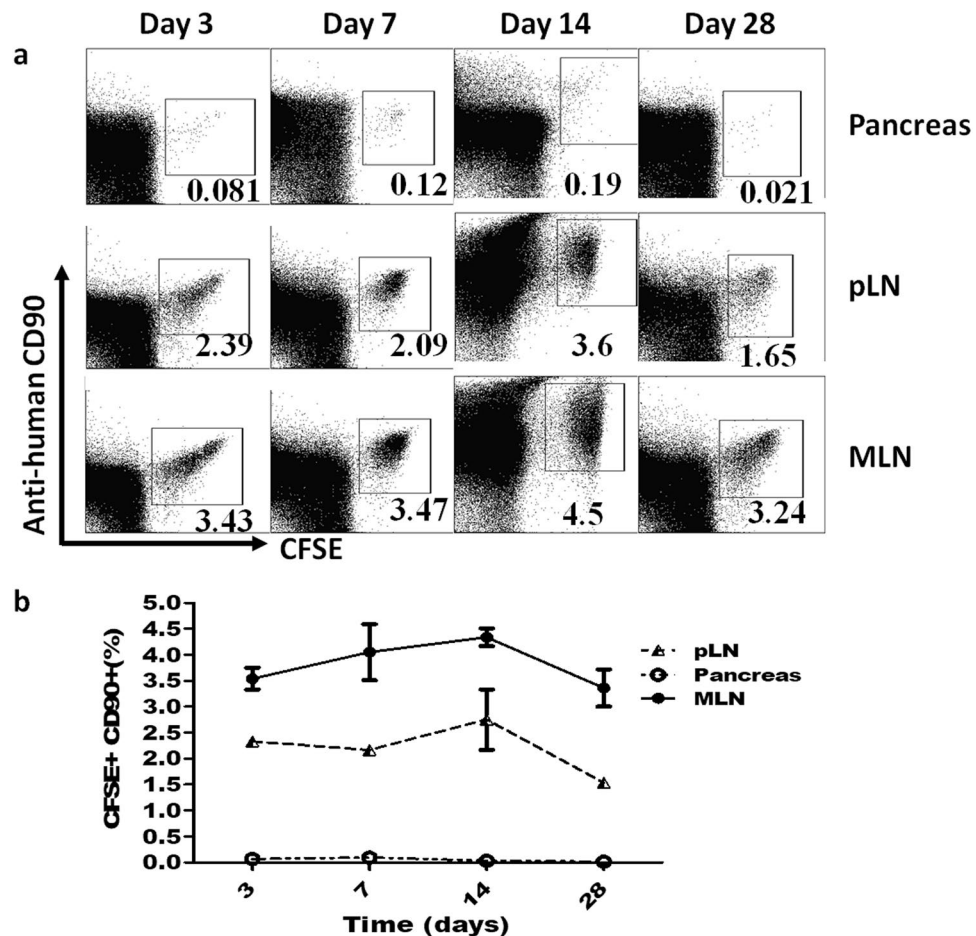 Day 3 Day 7 Day 14 Day 28
a
0.081 0.12 0.19 0.021 Pancreas
2.39 2.09 3.6 1.65 pLN
3.43 3.47 4.5 3.24 MLN
Anti-human CD90
CFSE
b
CFSE+ CD90+(%)
5.0
4.5
4.0
3.5
3.0
2.5
2.0
1.5
1.0
0.5
0.0
3 7 14 28
Time (days)
pLN
Pancreas
MLN